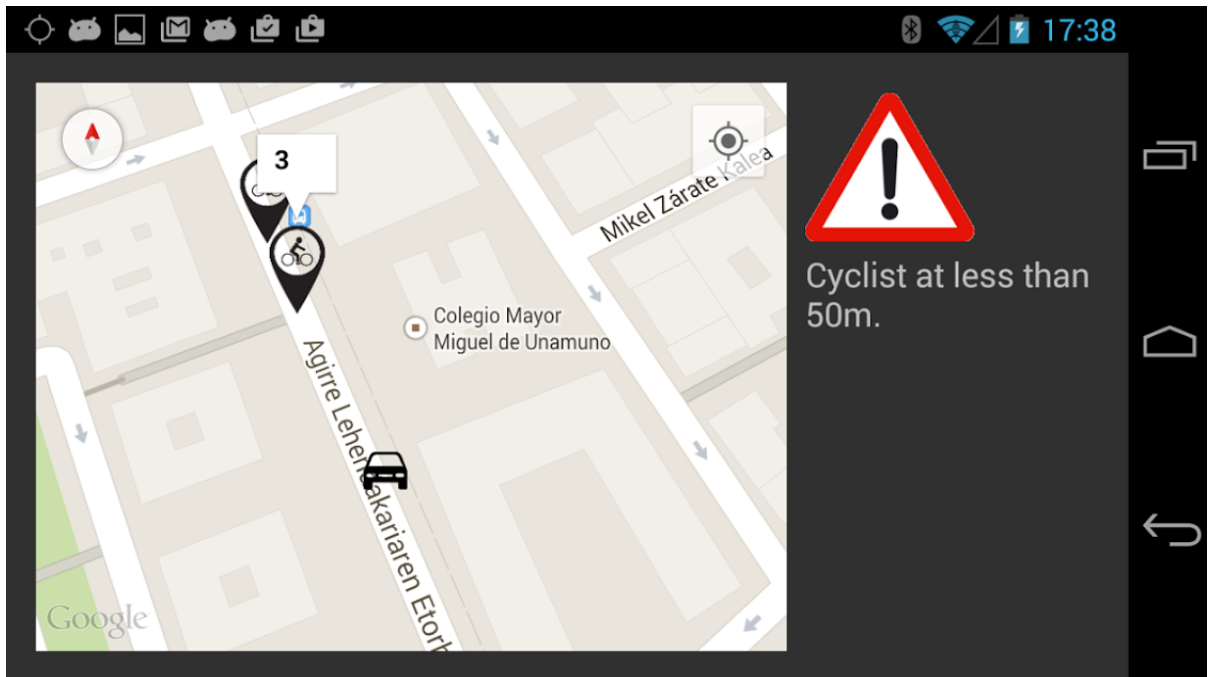 17:38
3
Mikel Zárate Kalea
Colegio Mayor
Miguel de Unamuno
Agirre Lehendakariaren Etorb
Google
Cyclist at less than
50m.